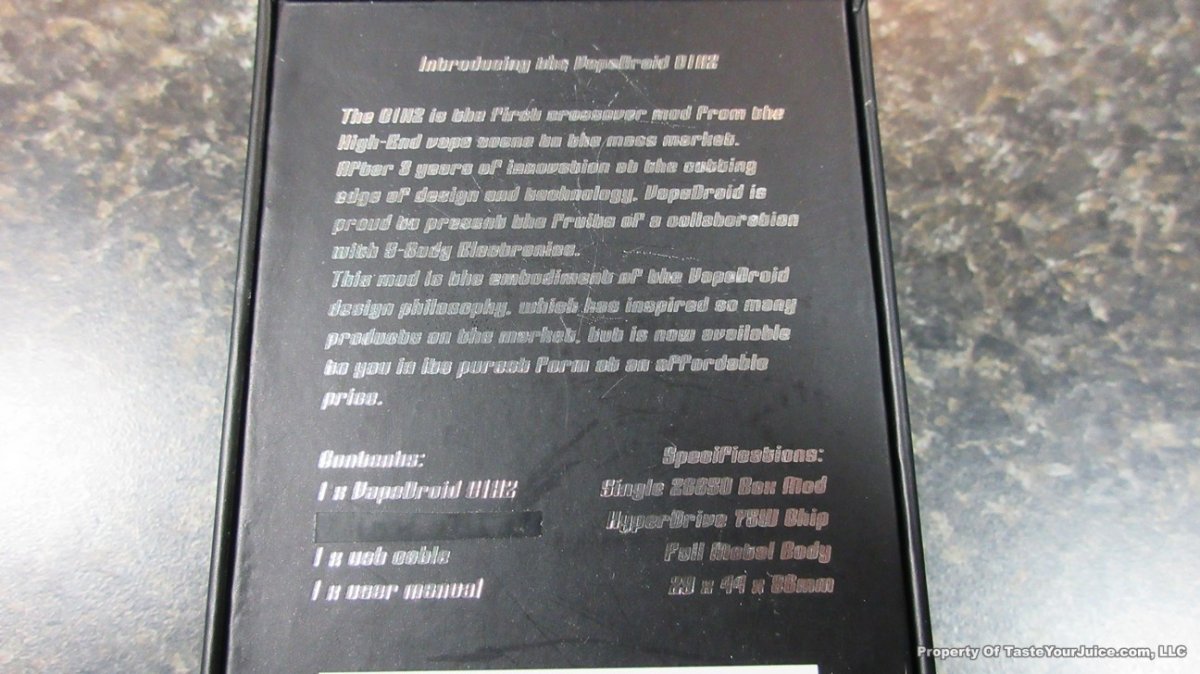 Introducing the VapeDroid C1D2
The C1D2 is the first crossover mod from the
High-End vape scene to the mass market.
After 3 years of innovation at the cutting
edge of design and technology, VapeDroid is
proud to present the fruits of a collaboration
with S-Body Electronics.
This mod is the embodiment of the VapeDroid
design philosophy, which has inspired so many
products on the market, but is now available
to you in its purest form at an affordable
price.
Contents:
1 x VapeDroid C1D2
1 x usb cable
1 x user manual
Specifications:
Single 26650 Box Mod
HyperDrive 75W Chip
Full Metal Body
x 44 x
Property Of TasteYourJuice.com, LLC